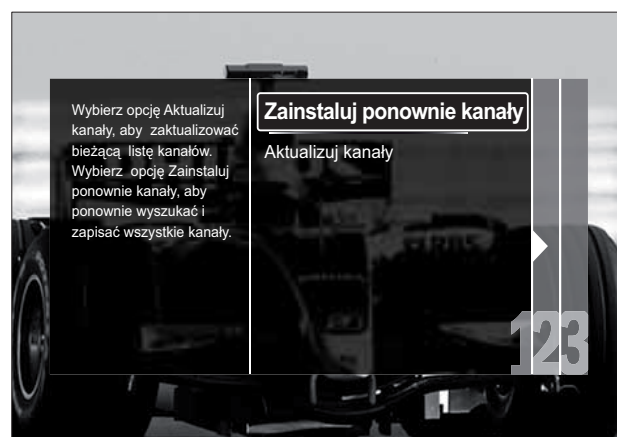 Wybierz opcję Aktualizuj
kanały, aby zaktualizować
bieżącą listę kanałów.
Wybierz opcję Zainstaluj
ponownie kanały, aby
ponownie wyszukać i
zapisać wszystkie kanały.
Zainstaluj ponownie kanały
Aktualizuj kanały
123